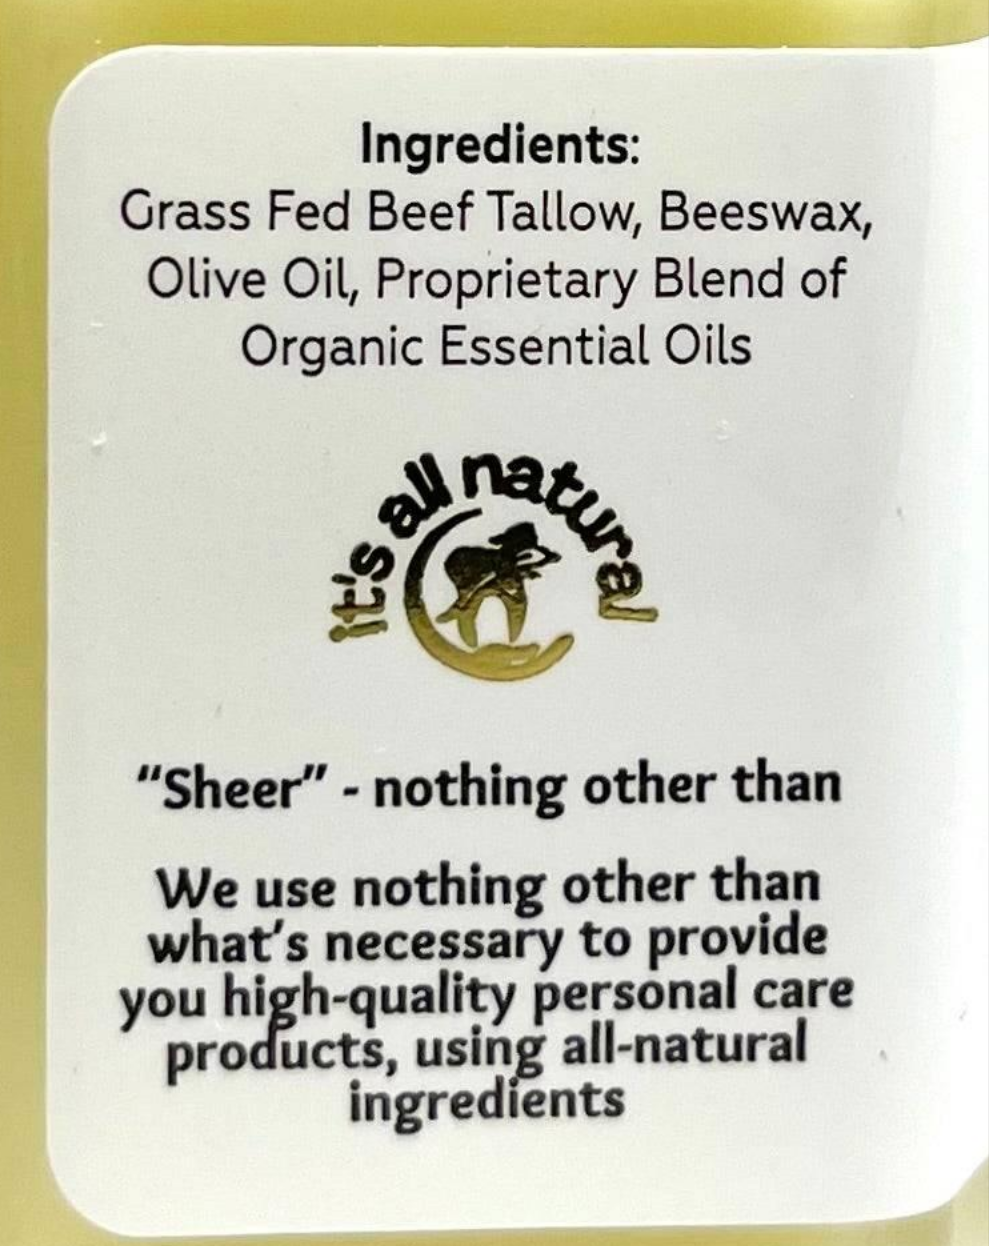 Ingredients:
Grass Fed Beef Tallow, Beeswax,
Olive Oil, Proprietary Blend of
Organic Essential Oils
it's all natural
“Sheer” - nothing other than
We use nothing other than
what's necessary to provide
you high-quality personal care
products, using all-natural
ingredients